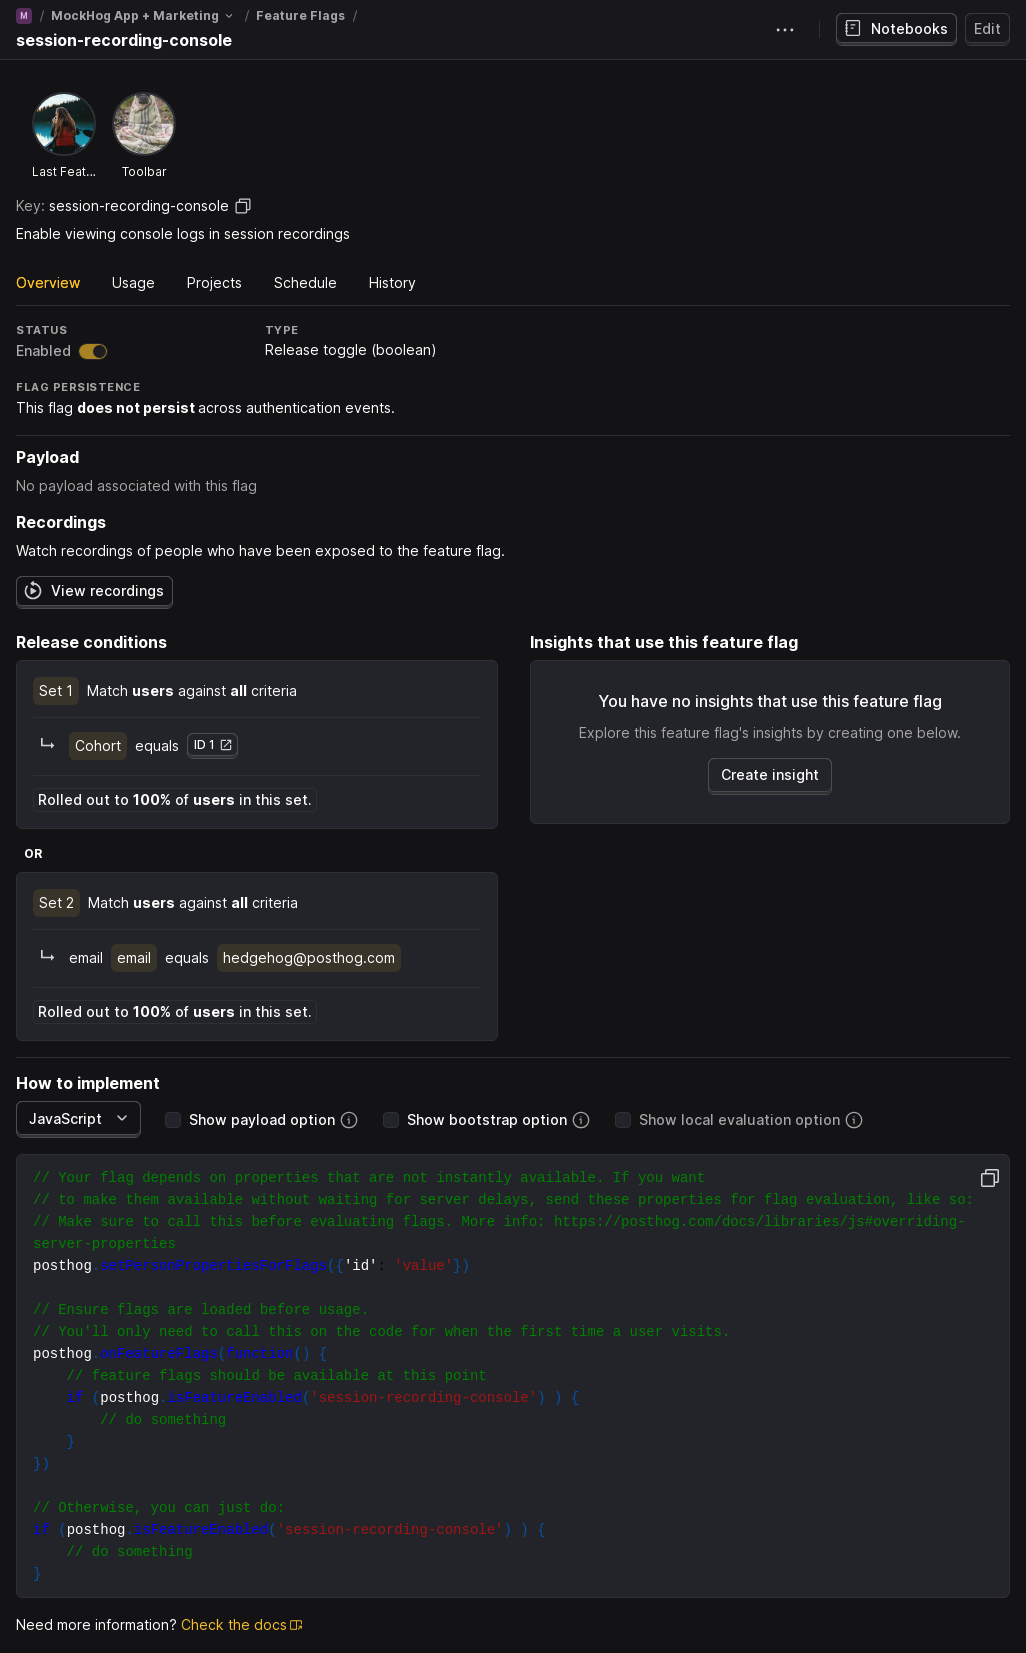 M / MockHog App + Marketing / Feature Flags /
session-recording-console
Notebooks
Edit
Last Feat...
Toolbar
Key: session-recording-console
Enable viewing console logs in session recordings
Overview Usage Projects Schedule History
STATUS
Enabled
TYPE
Release toggle (boolean)
FLAG PERSISTENCE
This flag does not persist across authentication events.
Payload
No payload associated with this flag
Recordings
Watch recordings of people who have been exposed to the feature flag.
View recordings
Release conditions
Set 1 Match users against all criteria
Cohort equals ID 1
Rolled out to 100% of users in this set.
OR
Set 2 Match users against all criteria
email email equals hedgehog@posthog.com
Rolled out to 100% of users in this set.
Insights that use this feature flag
You have no insights that use this feature flag
Explore this feature flag's insights by creating one below.
Create insight
How to implement
JavaScript Show payload option Show bootstrap option Show local evaluation option
// Your flag depends on properties that are not instantly available. If you want
// to make them available without waiting for server delays, send these properties for flag evaluation, like so:
// Make sure to call this before evaluating flags. More info: https://posthog.com/docs/libraries/js#overriding-
server-properties
posthog.setPersonPropertiesForFlags({'id': 'value'})
// Ensure flags are loaded before usage.
// You'll only need to call this on the code for when the first time a user visits.
posthog.onFeatureFlags(function() {
// feature flags should be available at this point
if (posthog.isFeatureEnabled('session-recording-console') ) {
// do something
}
})
// Otherwise, you can just do:
if (posthog.isFeatureEnabled('session-recording-console') ) {
// do something
}
Need more information? Check the docs